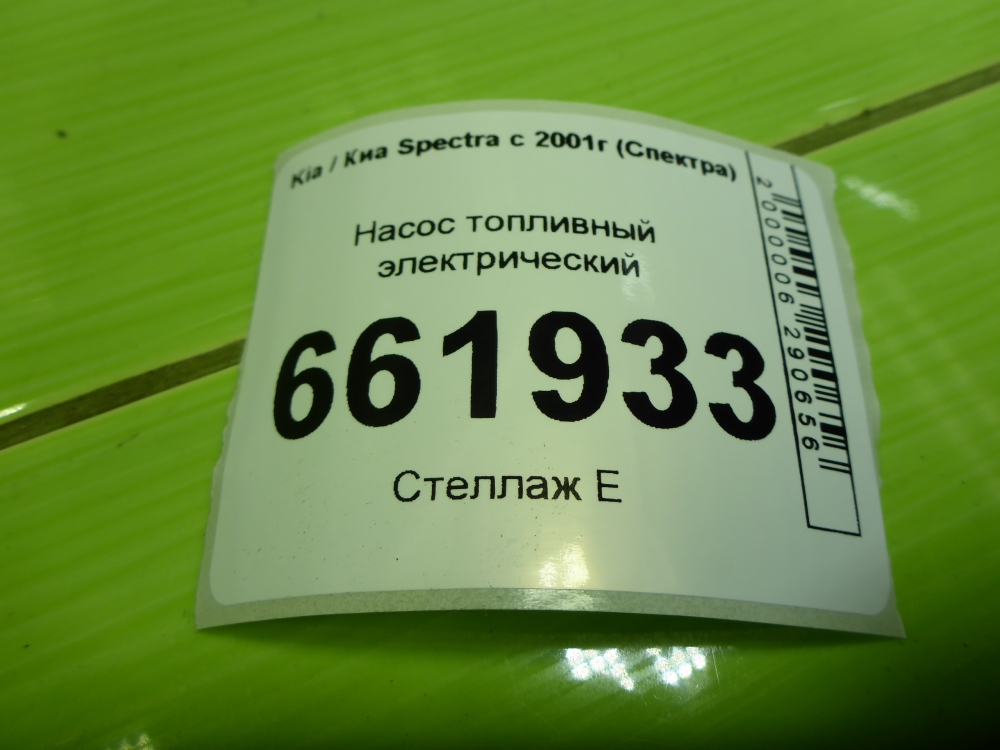 Kia / Киа Spectra с 2001г (Спектра)
Насос топливный
электрический
661933
Стеллаж Е
2000006290656